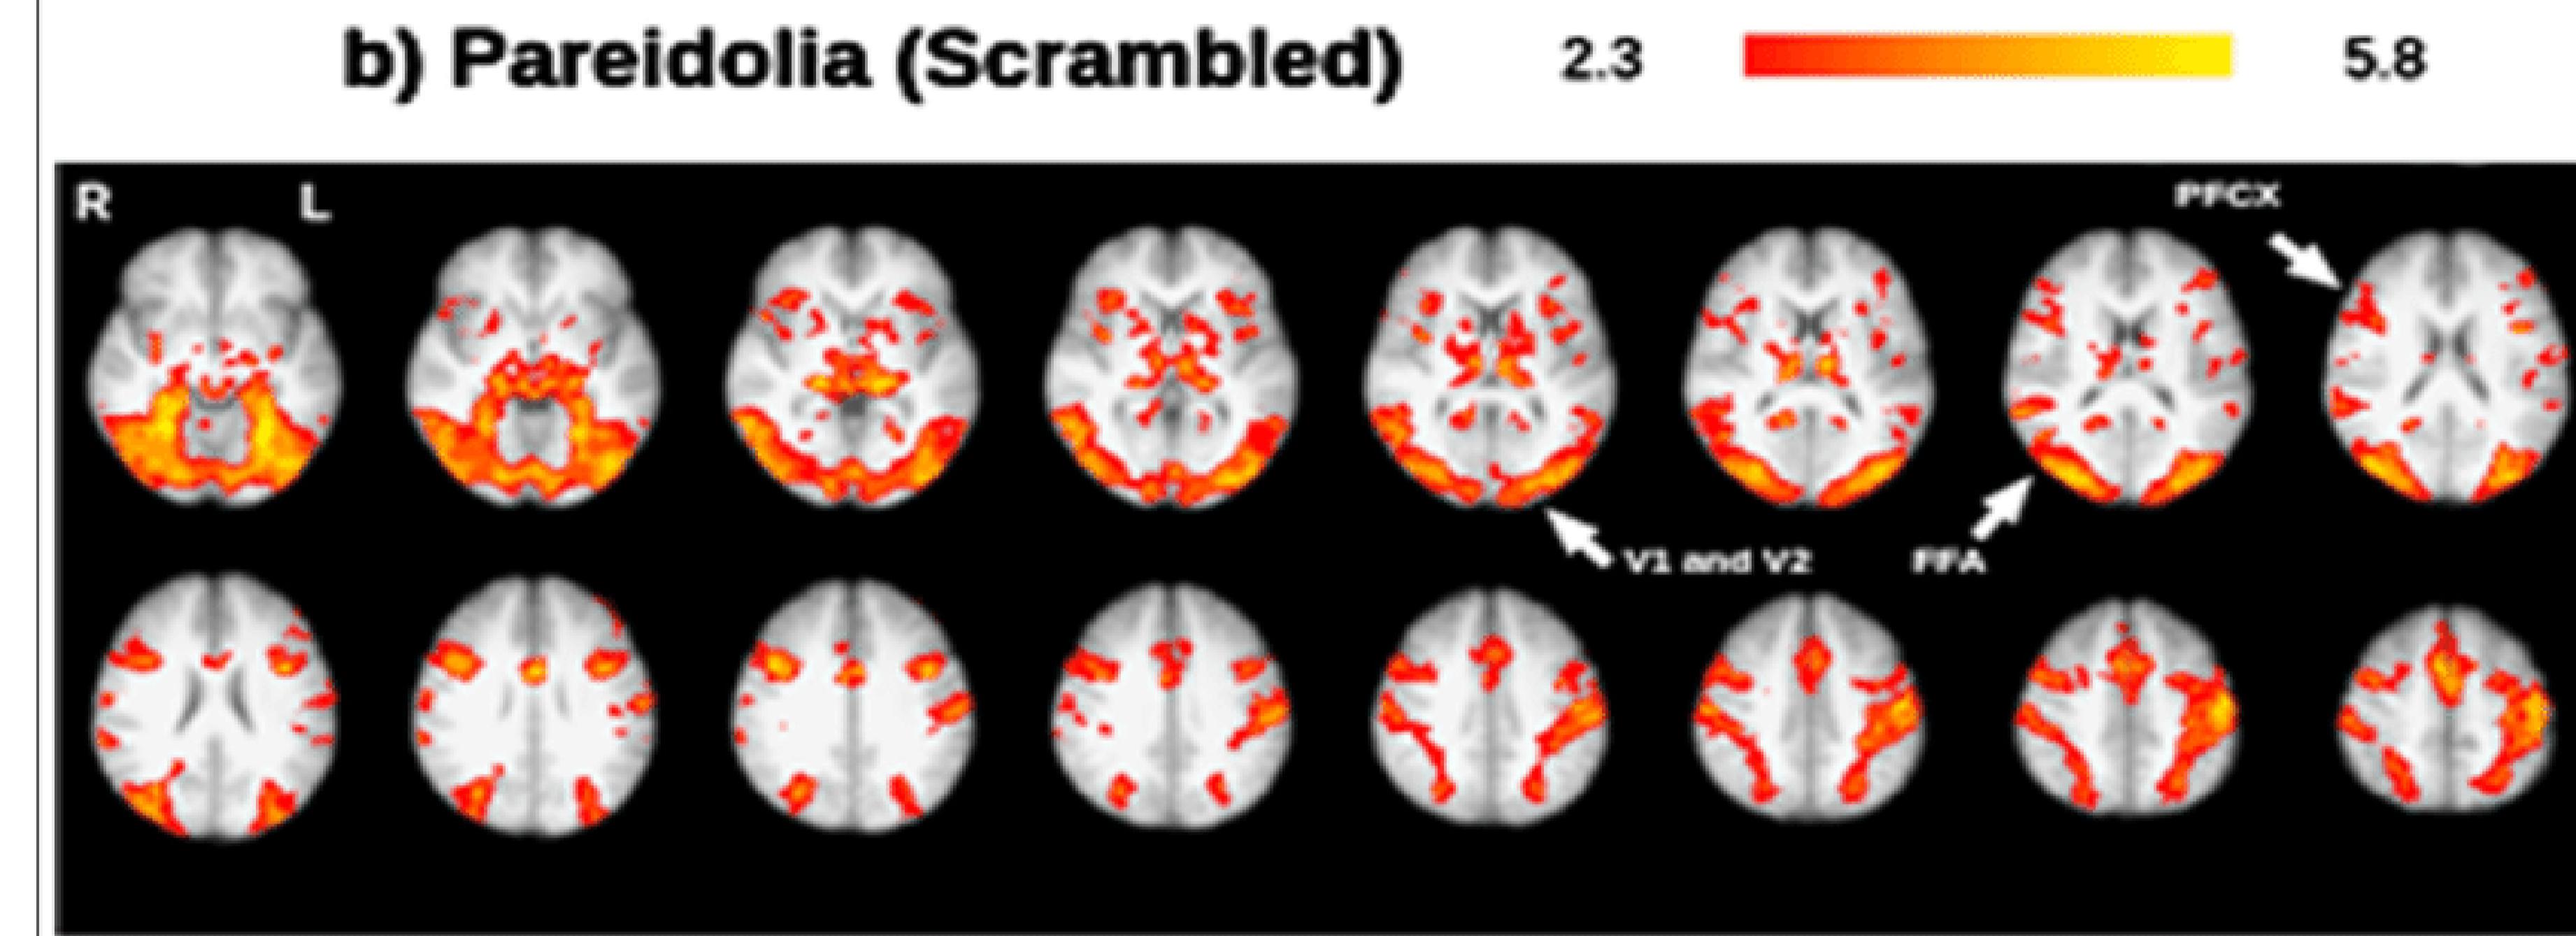 b) Pareidolia (Scrambled) 2.3 5.8
R L
PFCX
V1 and V2 FFA